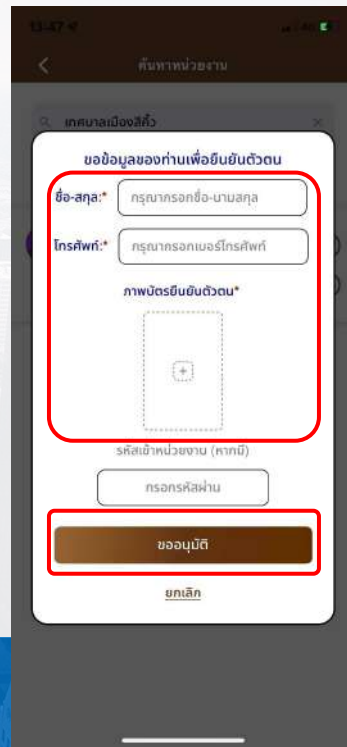 13:47
4G
ค้นหาหน่วยงาน
เทศบาลเมืองสีคิ้ว
ขอข้อมูลของท่านเพื่อยืนยันตัวตน
ชื่อ-สกุล:* กรุณากรอกชื่อ-นามสกุล
โทรศัพท์:* กรุณากรอกเบอร์โทรศัพท์
ภาพบัตรยืนยันตัวตน*
รหัสเข้าหน่วยงาน (หากมี)
กรอกรหัสผ่าน
ขออนุมัติ
ยกเลิก